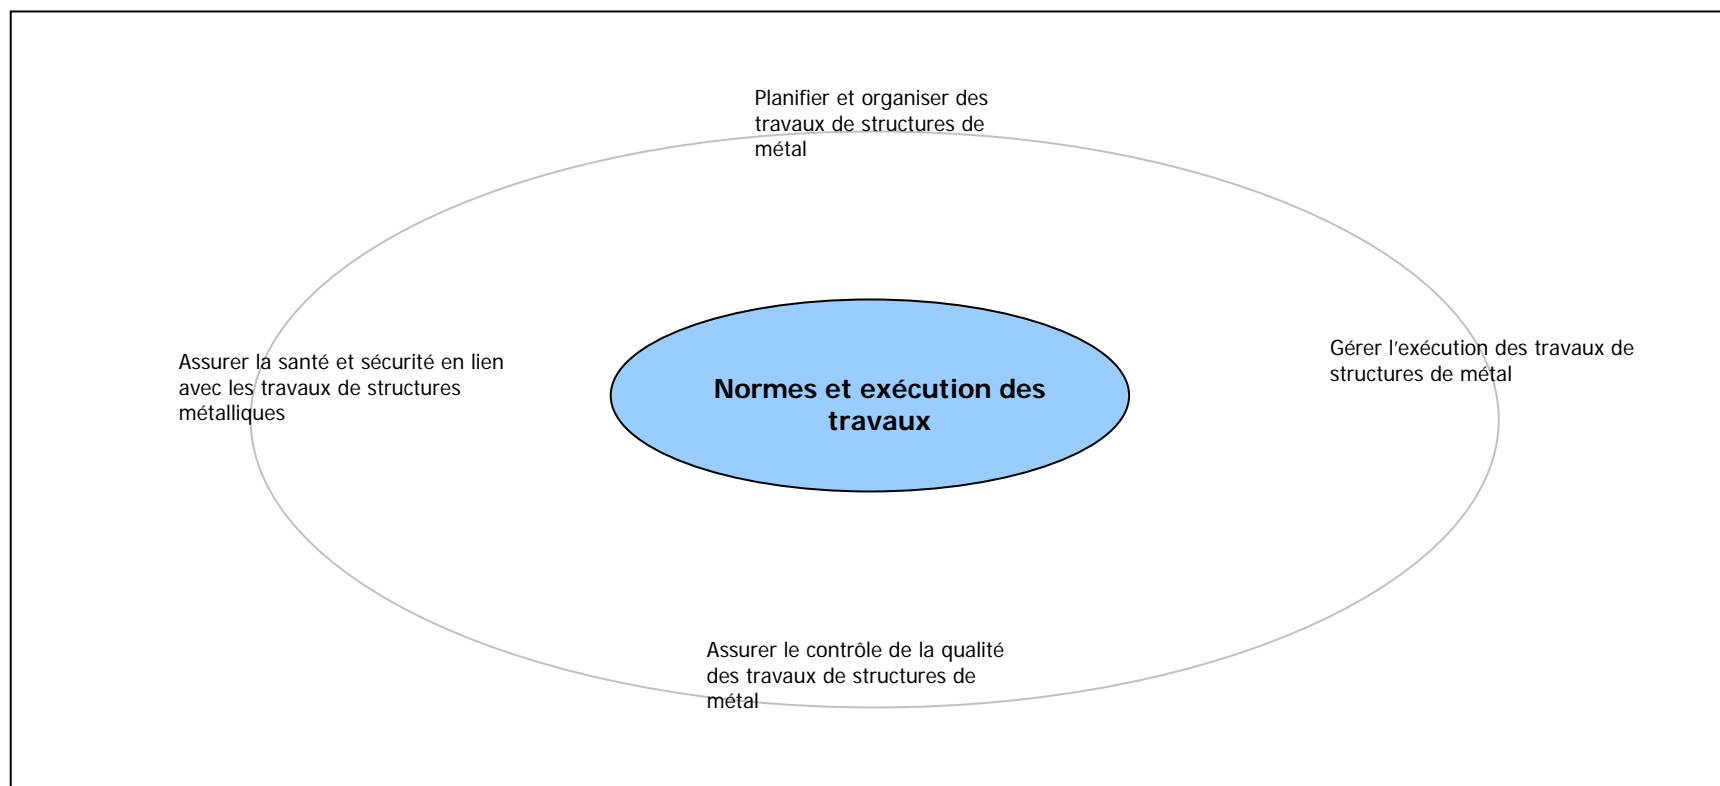 Planifier et organiser des
travaux de structures de
métal
Assurer la santé et sécurité en lien
avec les travaux de structures
métalliques
Normes et exécution des
travaux
Gérer l'exécution des travaux de
structures de métal
Assurer le contrôle de la qualité
des travaux de structures de
métal